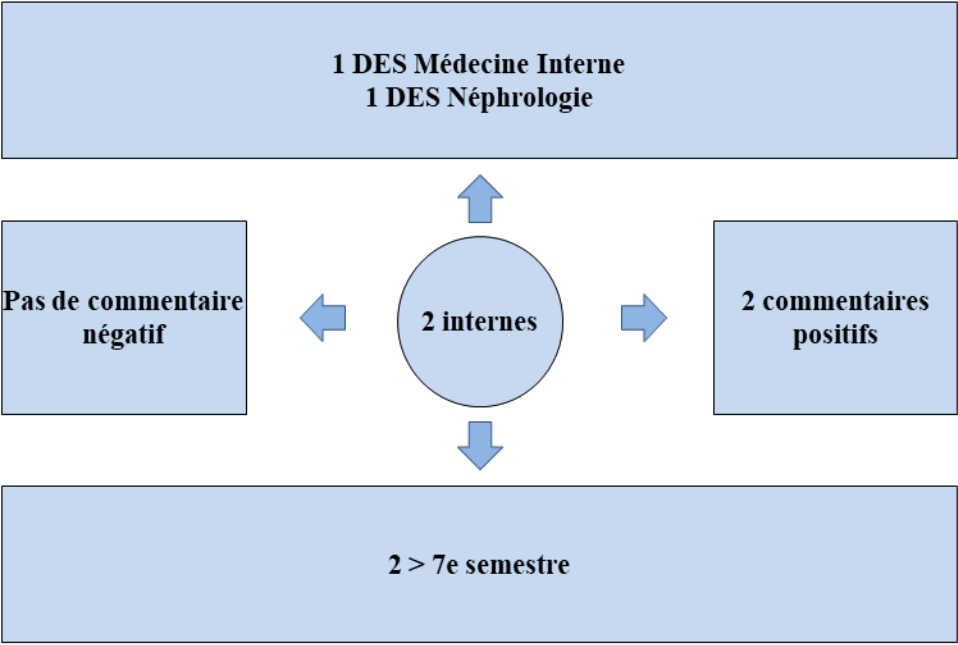 1 DES Médecine Interne
1 DES Néphrologie
Pas de commentaire
négatif
2 internes
2 commentaires
positifs
2 > 7e semestre